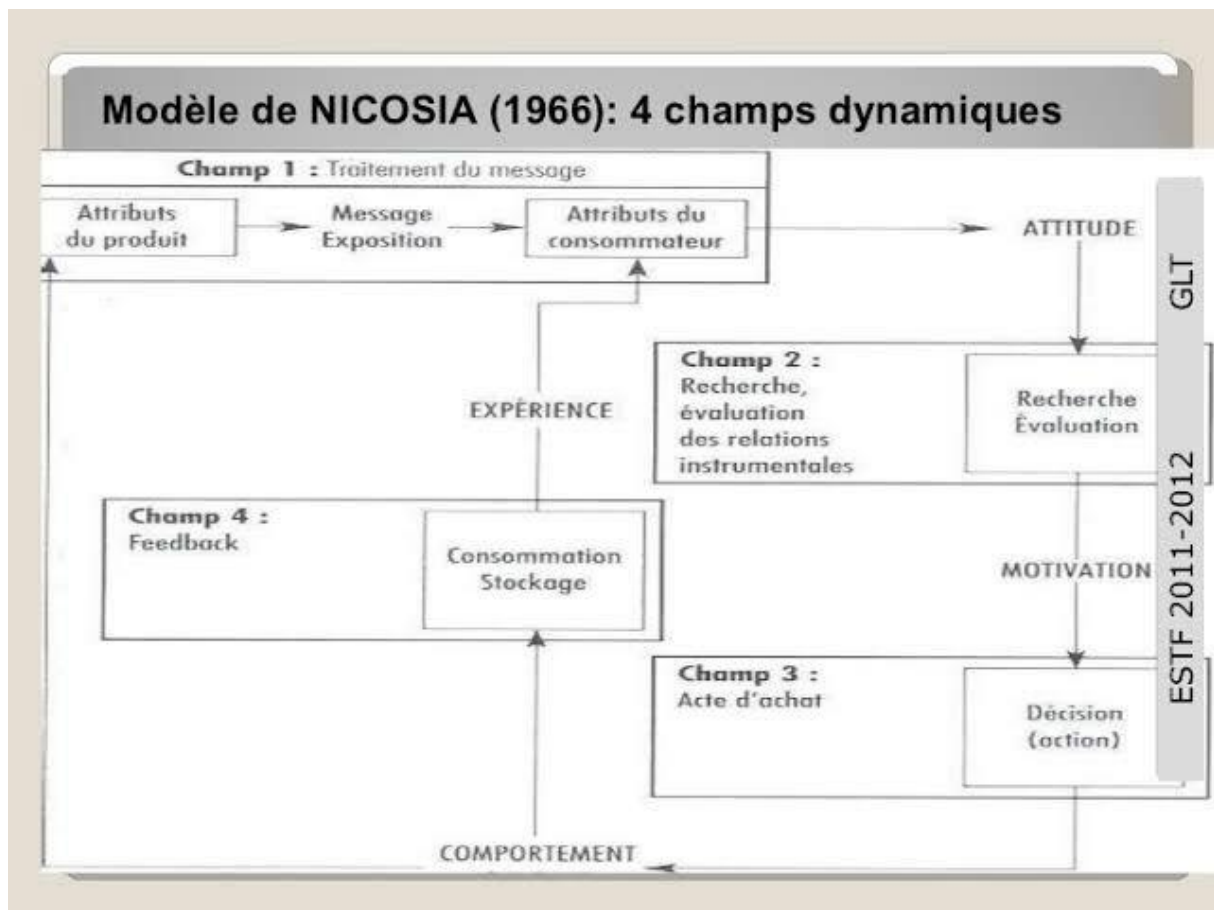 Modèle de NICOSIA (1966): 4 champs dynamiques
Champ 1 : Traitement du message
Attributs
du produit
Message
Exposition
Attributs du
consommateur
ATTITUDE
Champ 2 :
Recherche,
évaluation
des relations
instrumentales
Recherche
Évaluation
EXPÉRIENCE
MOTIVATION
Champ 4 :
Feedback
Consommation
Stockage
Champ 3 :
Acte d'achat
Décision
(action)
COMPORTEMENT
ESTF 2011-2012 GLT